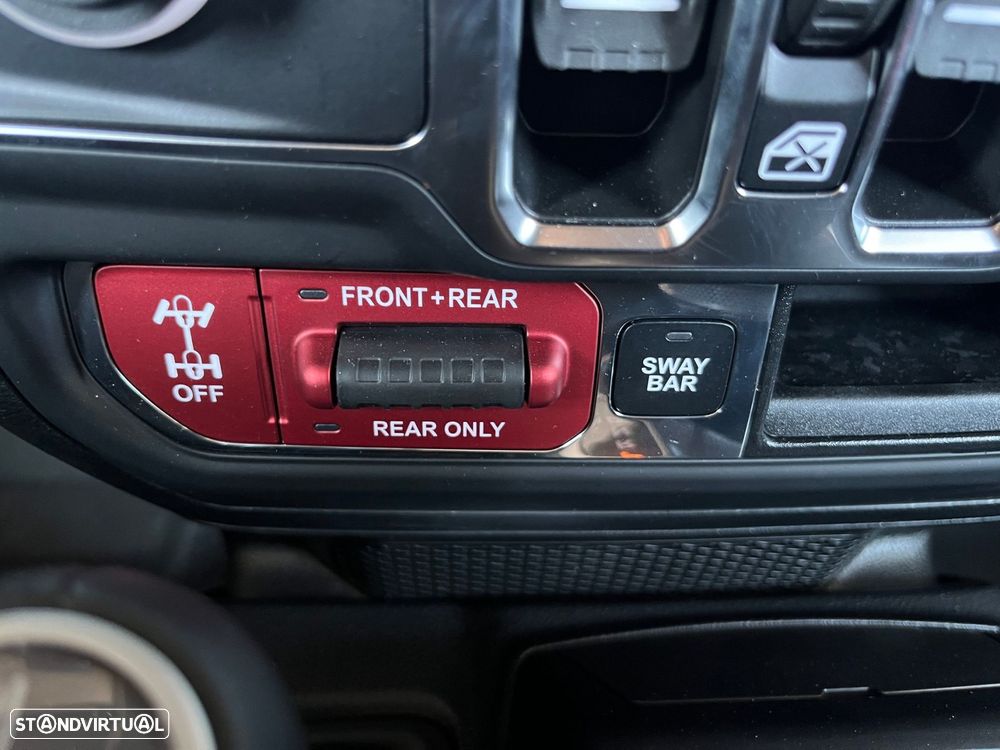 FRONT+REAR
OFF
REAR ONLY
SWAY
BAR
STANDVIRTUAL